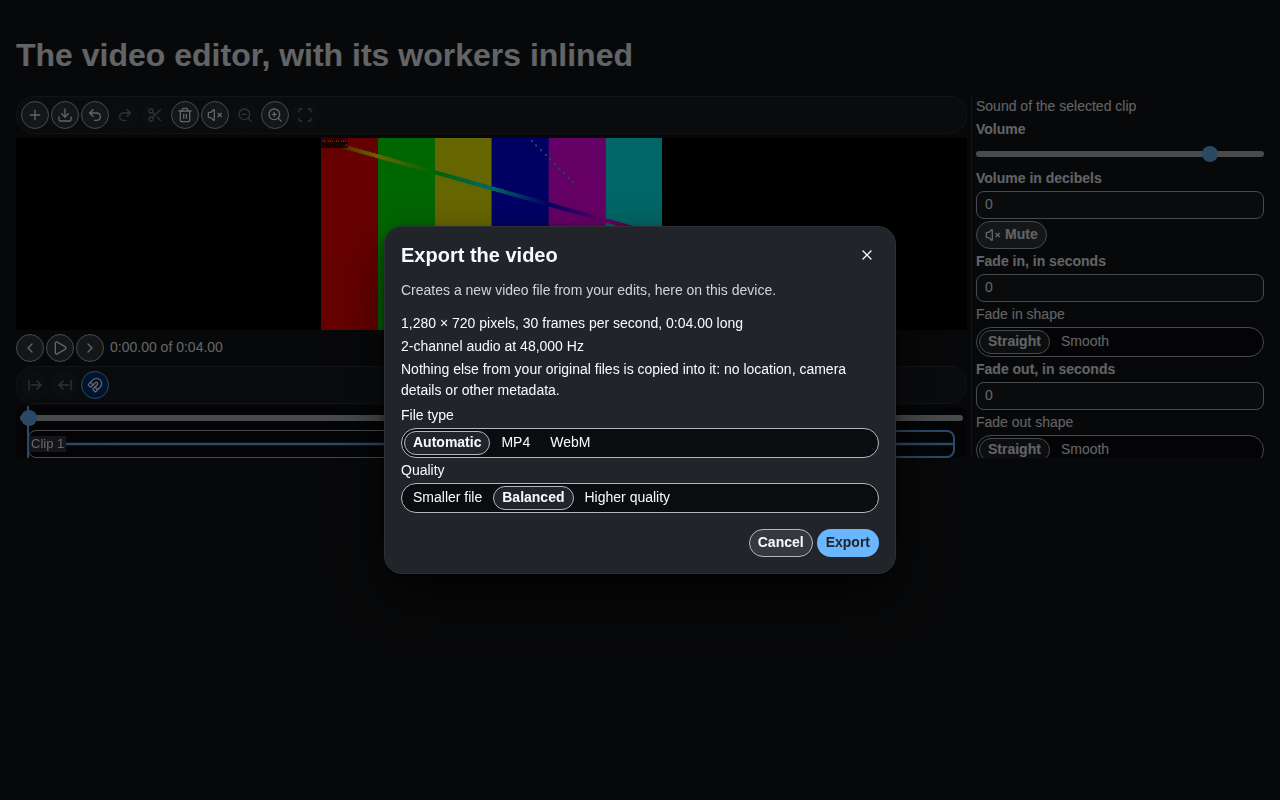 The video editor, with its workers inlined
Sound of the selected clip
Volume
Volume in decibels
0
Mute
Fade in, in seconds
0
Fade in shape
Straight Smooth
Fade out, in seconds
0
Fade out shape
Straight Smooth
0:00.00 of 0:04.00
Clip 1
Export the video
Creates a new video file from your edits, here on this device.
1,280 × 720 pixels, 30 frames per second, 0:04.00 long
2-channel audio at 48,000 Hz
Nothing else from your original files is copied into it: no location, camera
details or other metadata.
File type
Automatic MP4 WebM
Quality
Smaller file Balanced Higher quality
Cancel Export